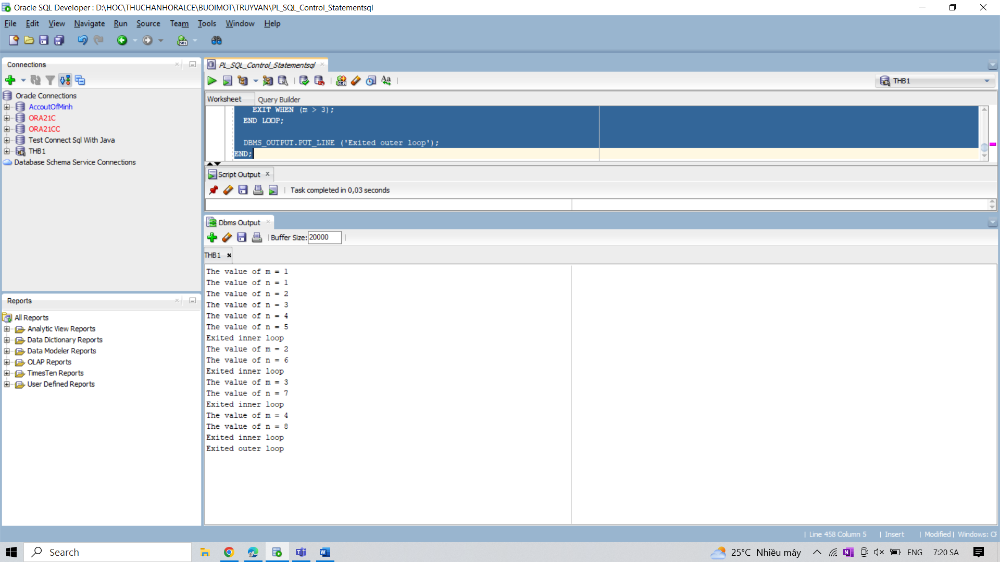 Oracle SQL Developer : D:\HOC\THUCHANHORALCE\BUOIMOT\TRUYVAN\PL_SQL_Control_Statementsql
File Edit View Navigate Run Source Team Tools Window Help
Connections
Oracle Connections
AccoutOfMinh
ORA21C
ORA21CC
Test Connect Sql With Java
THB1
Database Schema Service Connections
Reports
All Reports
Analytic View Reports
Data Dictionary Reports
Data Modeler Reports
OLAP Reports
TimesTen Reports
User Defined Reports
PL_SQL_Control_Statementsql
THB1
Worksheet Query Builder
EXIT WHEN (m > 3);
END LOOP;
DBMS_OUTPUT.PUT_LINE ('Exited outer loop');
END;
Script Output
Task completed in 0,03 seconds
Dbms Output
Buffer Size: 20000
THB1
The value of m = 1
The value of n = 1
The value of n = 2
The value of n = 3
The value of n = 4
The value of n = 5
Exited inner loop
The value of m = 2
The value of n = 6
Exited inner loop
The value of m = 3
The value of n = 7
Exited inner loop
The value of m = 4
The value of n = 8
Exited inner loop
Exited outer loop
Line 458 Column 5 | Insert | Modified | Windows: CF
Search
25°C Nhiều mây ENG 7:20 SA